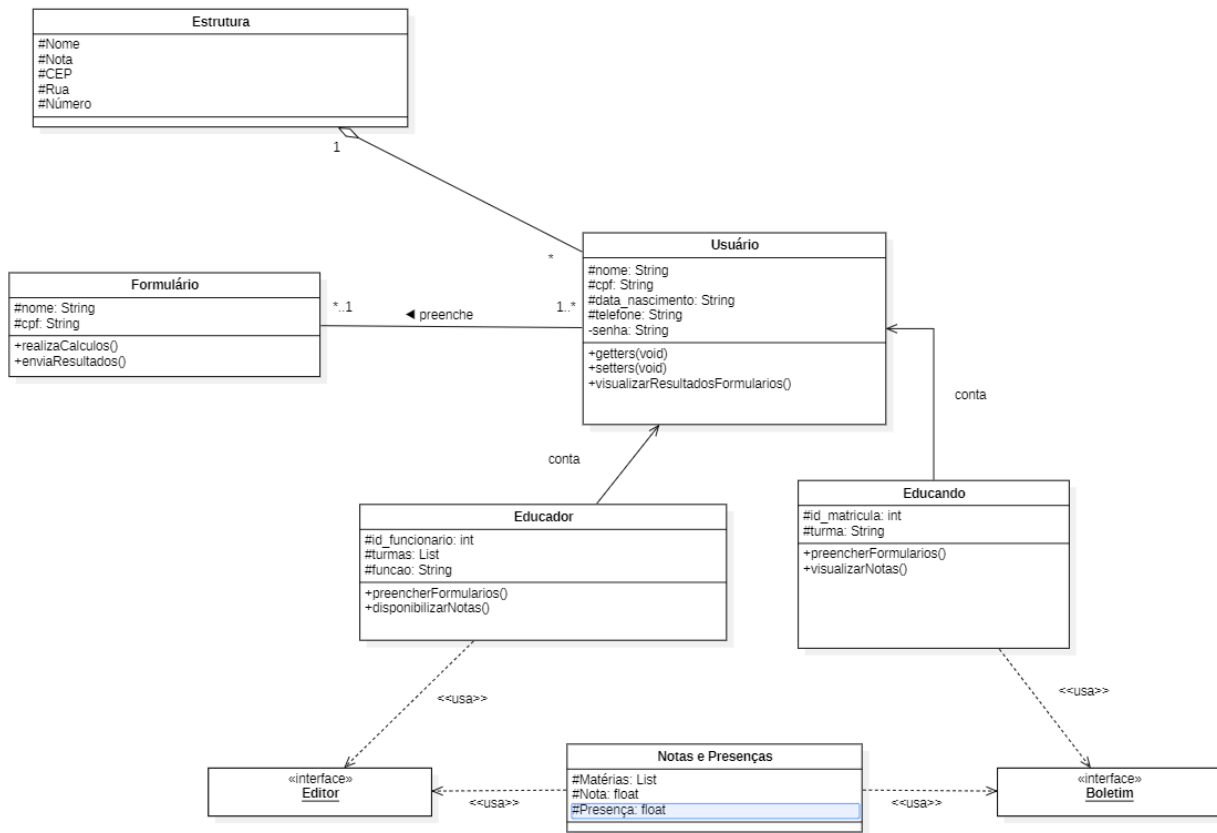 Estrutura
#Nome
#Nota
#CEP
#Rua
#Número
1
*
Usuário
#nome: String
#cpf: String
#data_nascimento: String
#telefone: String
-senha: String
+getters(void)
+setters(void)
+visualizarResultadosFormularios()
Formulário
#nome: String
#cpf: String
+realizaCalculos()
+enviaResultados()
*..1
◄ preenche
1..*
conta
conta
Educador
#id_funcionario: int
#turmas: List
#funcao: String
+preencherFormularios()
+disponibilizarNotas()
Educando
#id_matricula: int
#turma: String
+preencherFormularios()
+visualizarNotas()
<<usa>>
<<usa>>
«interface»
Editor
<<usa>>
Notas e Presenças
#Matérias: List
#Nota: float
#Presença: float
<<usa>>
«interface»
Boletim